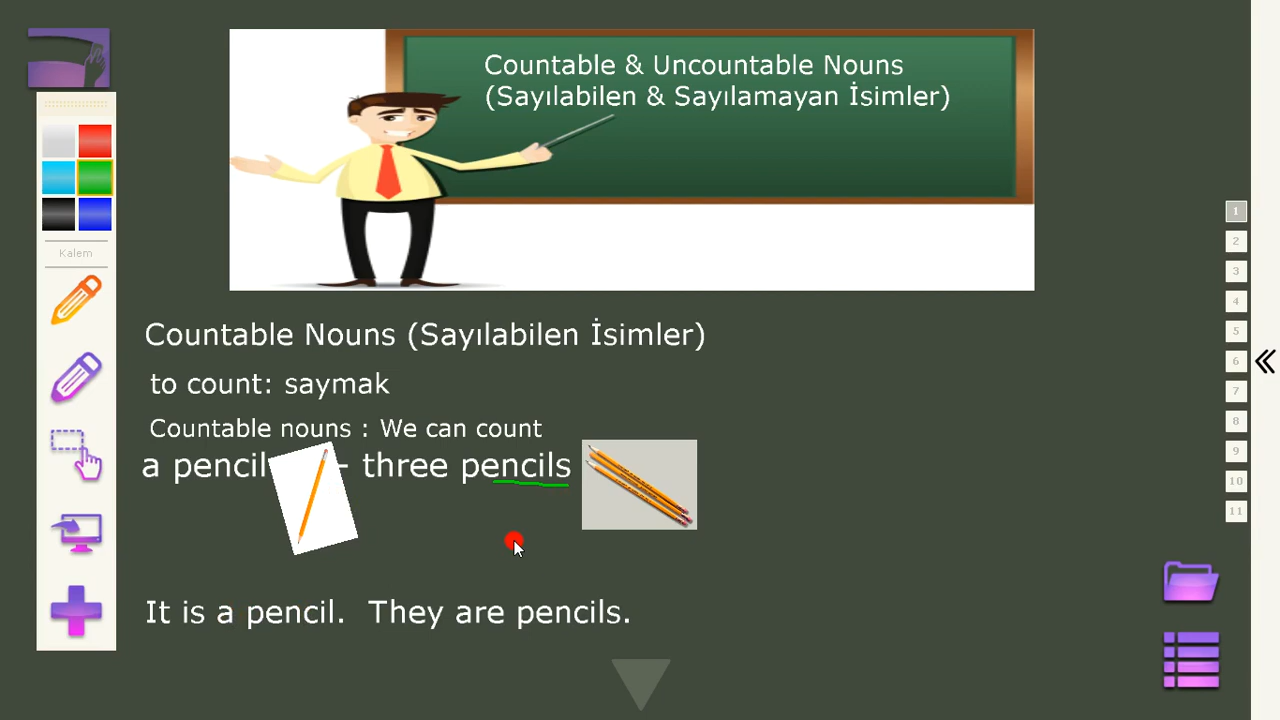 Countable & Uncountable Nouns
(Sayılabilen & Sayılamayan İsimler)
Kalem
Countable Nouns (Sayılabilen İsimler)
to count: saymak
Countable nouns : We can count
a pencil - three pencils
It is a pencil. They are pencils.
1
2
3
4
5
6
7
8
9
10
11